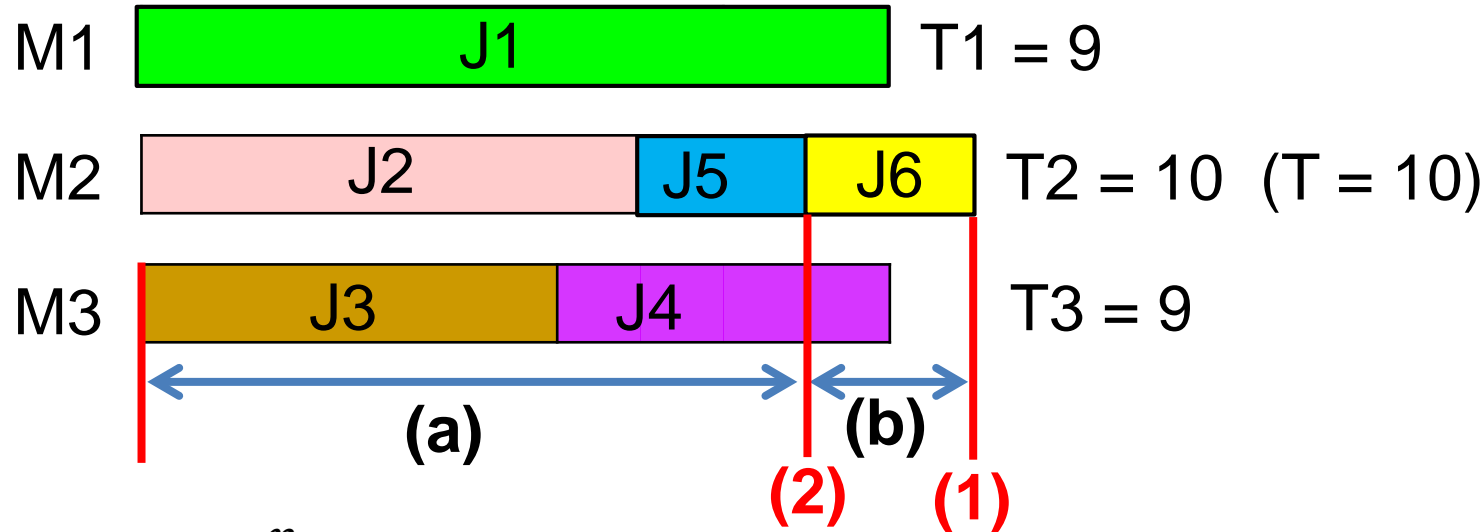 M1 J1 T1 = 9
M2 J2 J5 J6 T2 = 10 (T = 10)
M3 J3 J4 T3 = 9
(a) (b)
(2) (1)